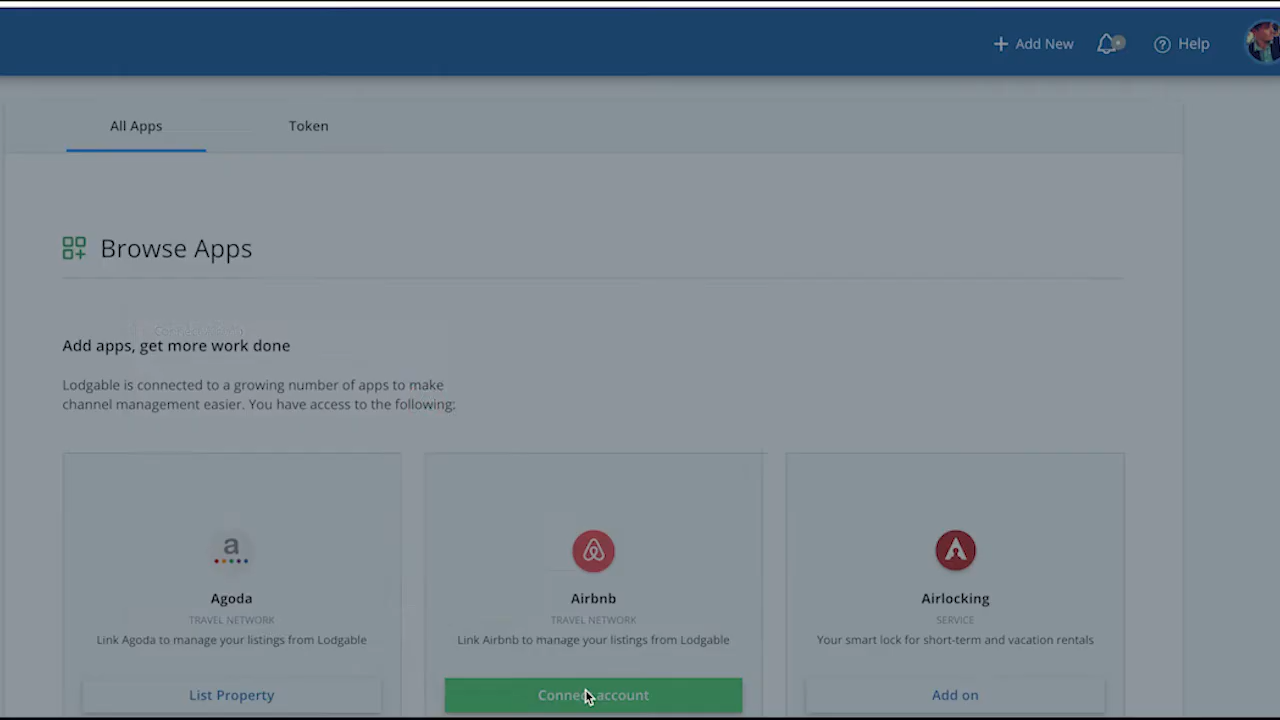 Add New
Help
All Apps
Token
Browse Apps
Add apps, get more work done
Lodgable is connected to a growing number of apps to make
channel management easier. You have access to the following:
a
Agoda
TRAVEL NETWORK
Link Agoda to manage your listings from Lodgable
List Property
Airbnb
TRAVEL NETWORK
Link Airbnb to manage your listings from Lodgable
Connect account
Airlocking
SERVICE
Your smart lock for short-term and vacation rentals
Add on